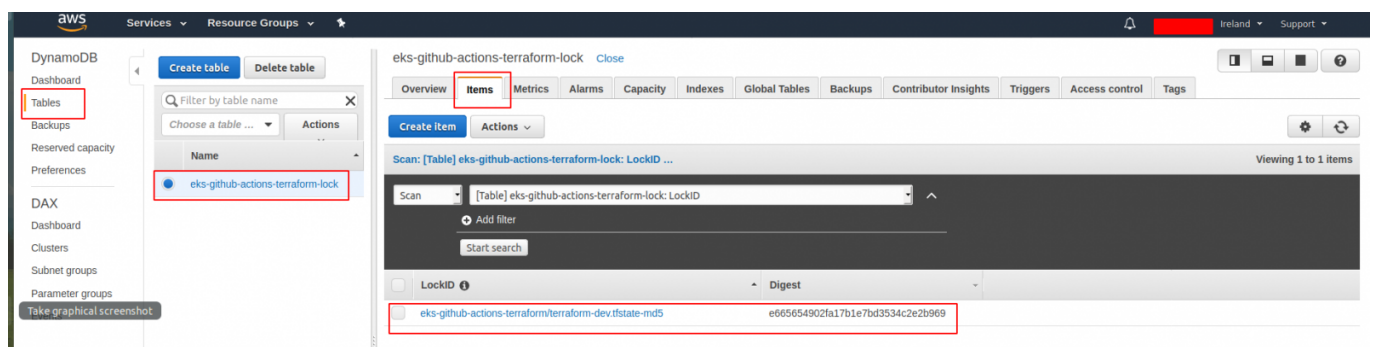 aws Services Resource Groups Ireland Support
DynamoDB
Dashboard
Tables
Backups
Reserved capacity
Preferences
DAX
Dashboard
Clusters
Subnet groups
Parameter groups
Take graphical screenshot
Create table Delete table
Filter by table name
Choose a table ... Actions
Name
eks-github-actions-terraform-lock
eks-github-actions-terraform-lock Close
Overview Items Metrics Alarms Capacity Indexes Global Tables Backups Contributor Insights Triggers Access control Tags
Create item Actions
Scan: [Table] eks-github-actions-terraform-lock: LockID ... Viewing 1 to 1 items
Scan [Table] eks-github-actions-terraform-lock: LockID
Add filter
Start search
LockID Digest
eks-github-actions-terraform/terraform-dev.tfstate-md5 e665654902fa17b1e7bd3534c2e2b969